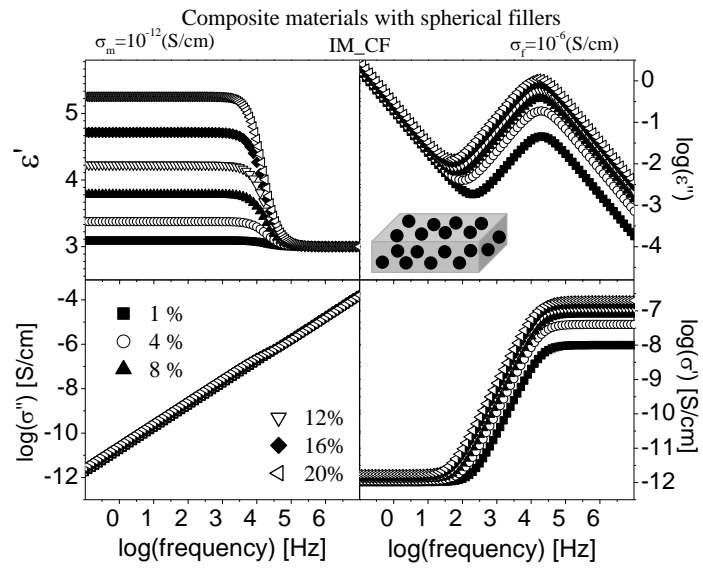 Composite materials with spherical fillers
σm=10⁻¹²(S/cm) IM_CF σf=10⁻⁶(S/cm)
ε'
5
4
3
log(ε'')
0
-1
-2
-3
-4
log(σ'') [S/cm]
-4
-6
-8
-10
-12
1 %
4 %
8 %
12%
16%
20%
log(σ') [S/cm]
-7
-8
-9
-10
-11
-12
0 1 2 3 4 5 6
log(frequency) [Hz]
0 1 2 3 4 5 6
log(frequency) [Hz]